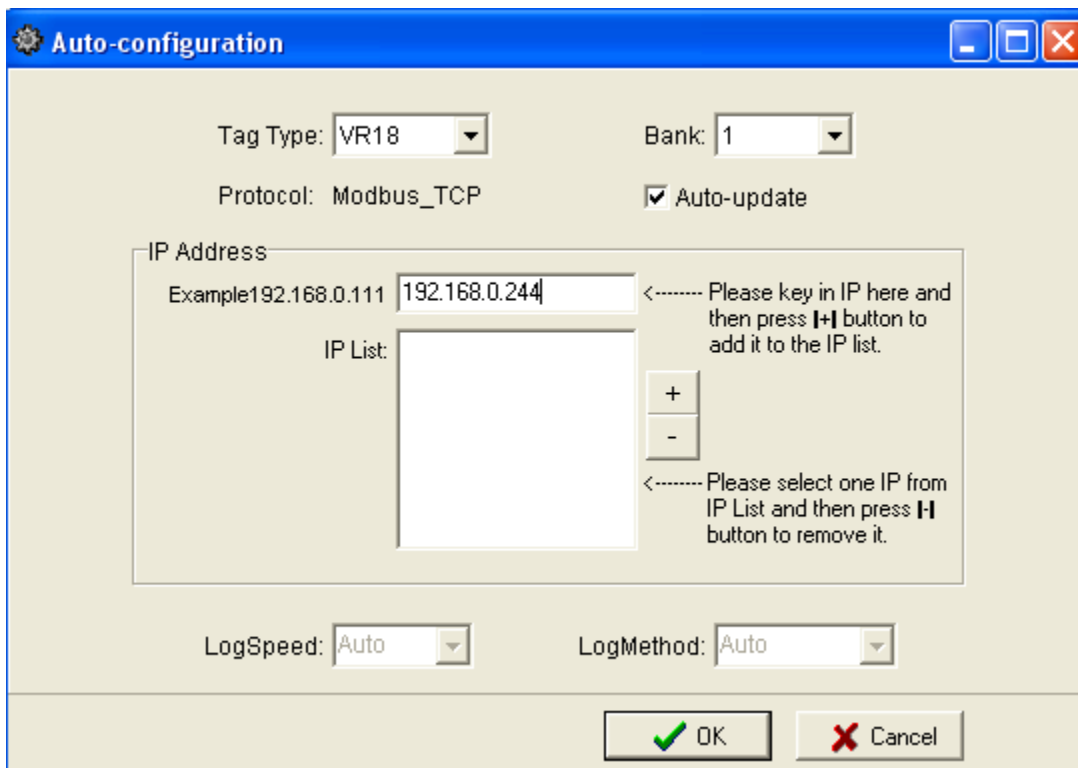 Auto-configuration
Tag Type: VR18 Bank: 1
Protocol: Modbus_TCP Auto-update
IP Address
Example192.168.0.111 192.168.0.244 <-------- Please key in IP here and
then press |+| button to
add it to the IP list.
IP List:
+
-
<-------- Please select one IP from
IP List and then press |-|
button to remove it.
LogSpeed: Auto LogMethod: Auto
OK Cancel